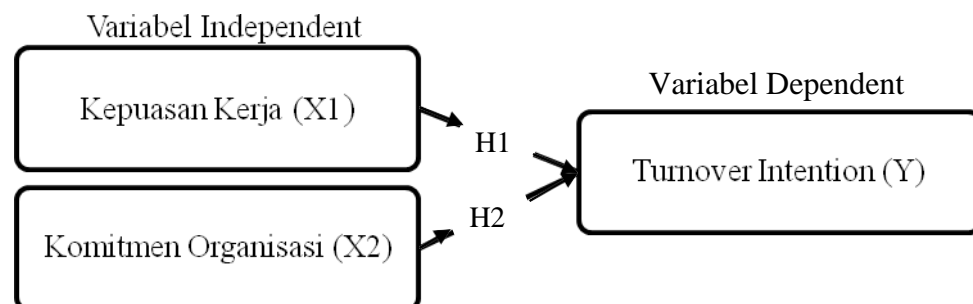 Variabel Independent
Kepuasan Kerja (X1)
Variabel Dependent
H1
Turnover Intention (Y)
H2
Komitmen Organisasi (X2)